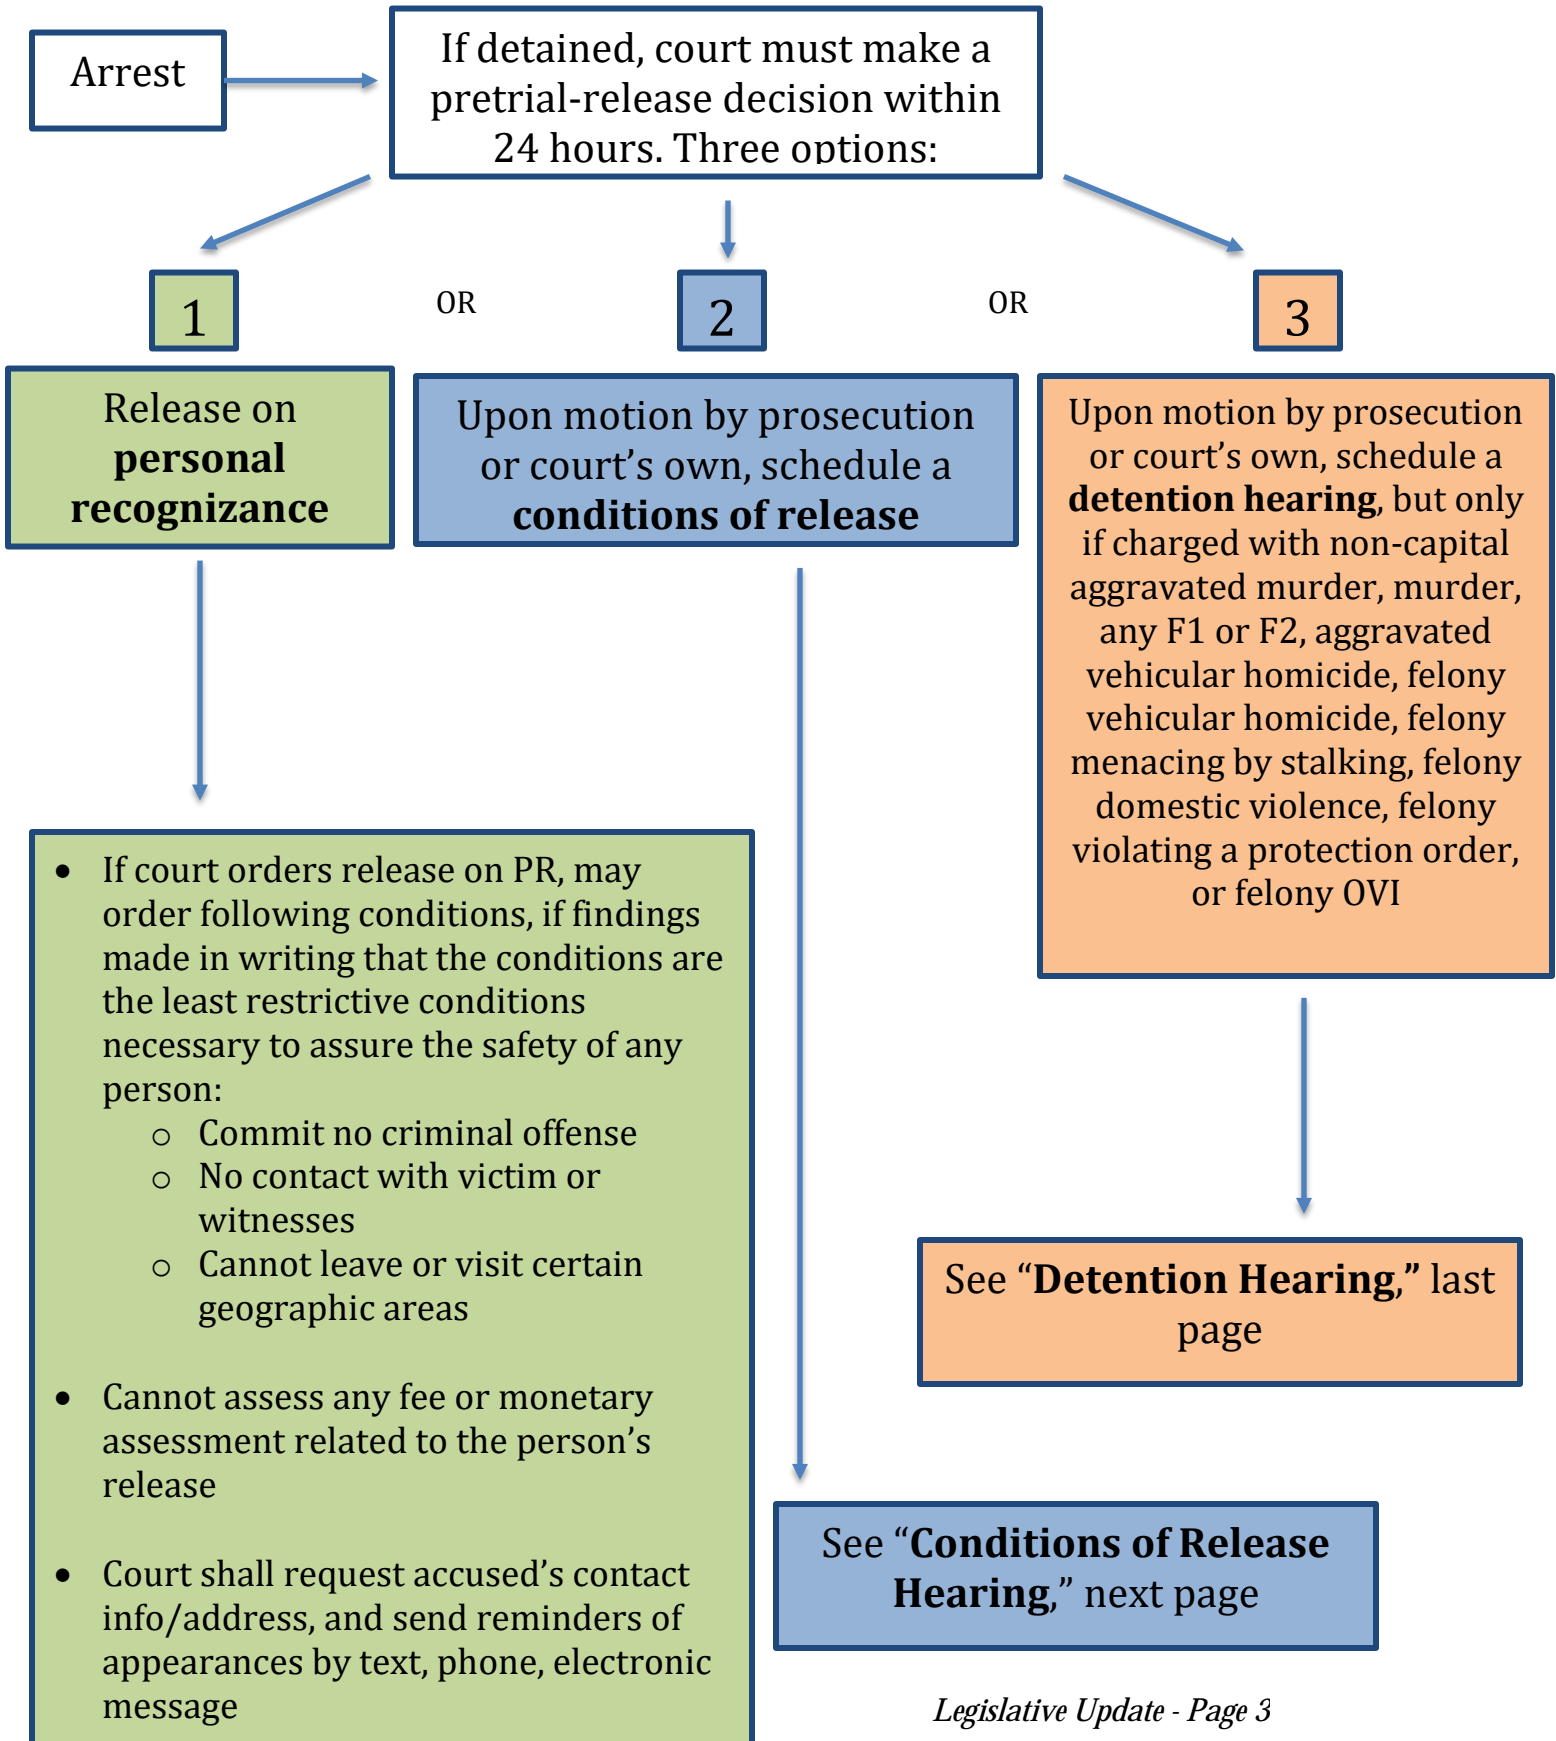 Arrest
If detained, court must make a
pretrial-release decision within
24 hours. Three options:
1
OR
2
OR
3
Release on
personal
recognizance
Upon motion by prosecution
or court’s own, schedule a
conditions of release
Upon motion by prosecution
or court’s own, schedule a
detention hearing, but only
if charged with non-capital
aggravated murder, murder,
any F1 or F2, aggravated
vehicular homicide, felony
vehicular homicide, felony
menacing by stalking, felony
domestic violence, felony
violating a protection order,
or felony OVI
• If court orders release on PR, may
order following conditions, if findings
made in writing that the conditions are
the least restrictive conditions
necessary to assure the safety of any
person:
o Commit no criminal offense
o No contact with victim or
witnesses
o Cannot leave or visit certain
geographic areas
• Cannot assess any fee or monetary
assessment related to the person’s
release
• Court shall request accused’s contact
info/address, and send reminders of
appearances by text, phone, electronic
message
See “Detention Hearing,” last
page
See “Conditions of Release
Hearing,” next page
Legislative Update - Page 3